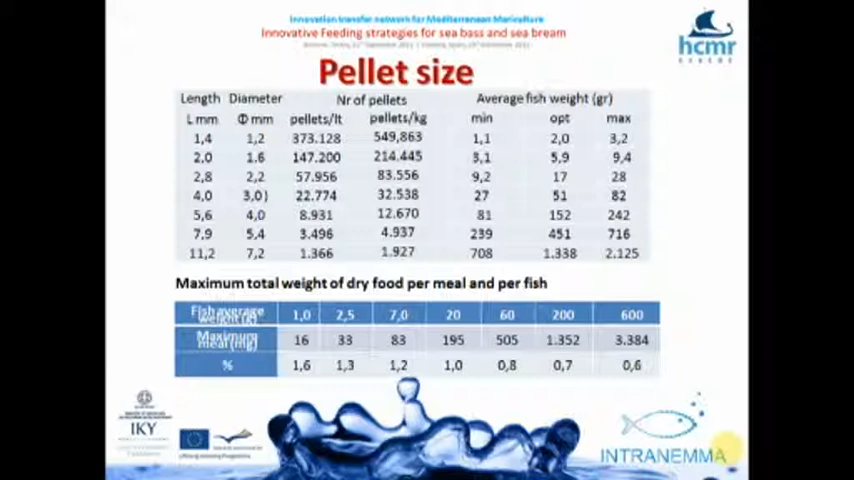 Innovation transfer network for Mediterranean Mariculture
Innovative Feeding strategies for sea bass and sea bream
hcmr
Pellet size
Length Diameter Nr of pellets Average fish weight (gr)
L mm Φ mm pellets/lt pellets/kg min opt max
1,4 1,2 373.128 549,863 1,1 2,0 3,2
2.0 1.6 147.200 214.445 3,1 5,9 9,4
2,8 2,2 57.956 83.556 9,2 17 28
4,0 3,0) 22.774 32.538 27 51 82
5,6 4,0 8.931 12.670 81 152 242
7,9 5,4 3.496 4.937 239 451 716
11,2 7,2 1.366 1.927 708 1.338 2.125
Maximum total weight of dry food per meal and per fish
Fish average weight (g) 1,0 2,5 7,0 20 60 200 600
Maximum meal (mg) 16 33 83 195 505 1.352 3.384
% 1,6 1,3 1,2 1,0 0,8 0,7 0,6
IKY
INTRANEMMA